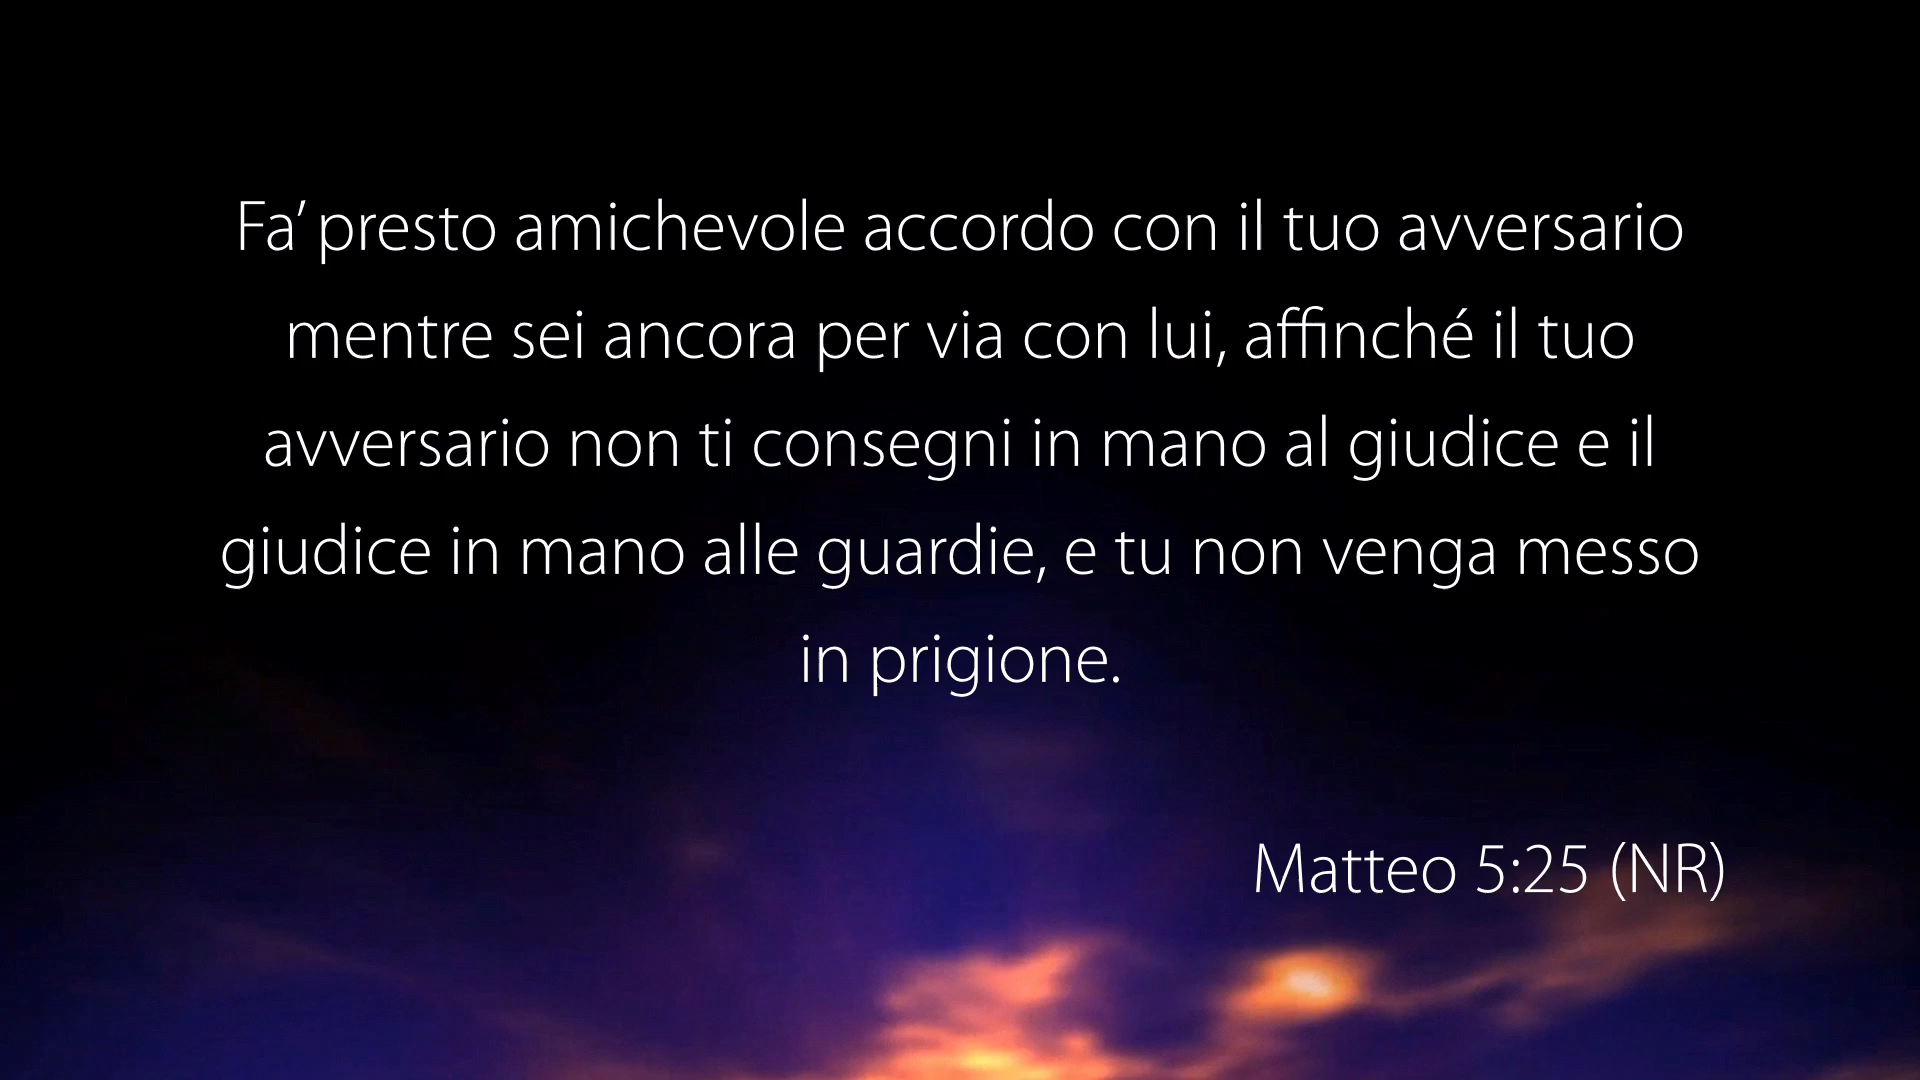 Fa’ presto amichevole accordo con il tuo avversario
mentre sei ancora per via con lui, affinché il tuo
avversario non ti consegni in mano al giudice e il
giudice in mano alle guardie, e tu non venga messo
in prigione.
Matteo 5:25 (NR)